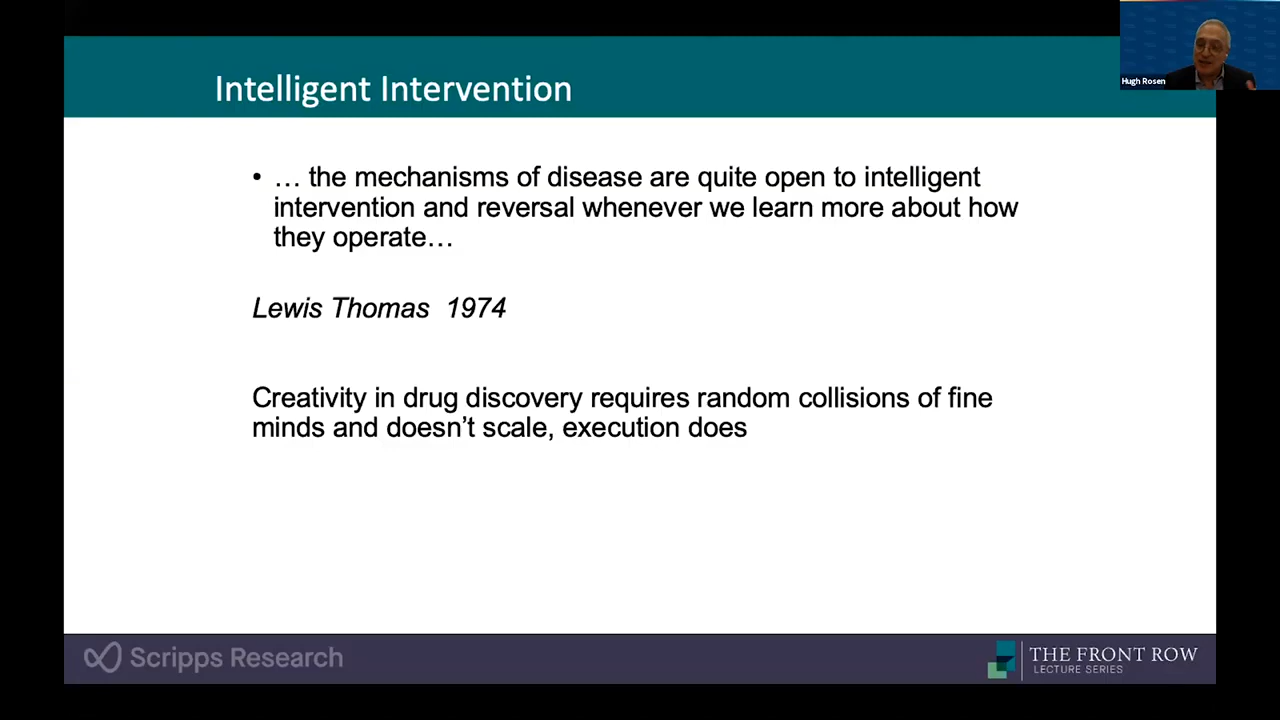 Intelligent Intervention
Hugh Rosen
• … the mechanisms of disease are quite open to intelligent
intervention and reversal whenever we learn more about how
they operate…
Lewis Thomas 1974
Creativity in drug discovery requires random collisions of fine
minds and doesn’t scale, execution does
Scripps Research
THE FRONT ROW
LECTURE SERIES